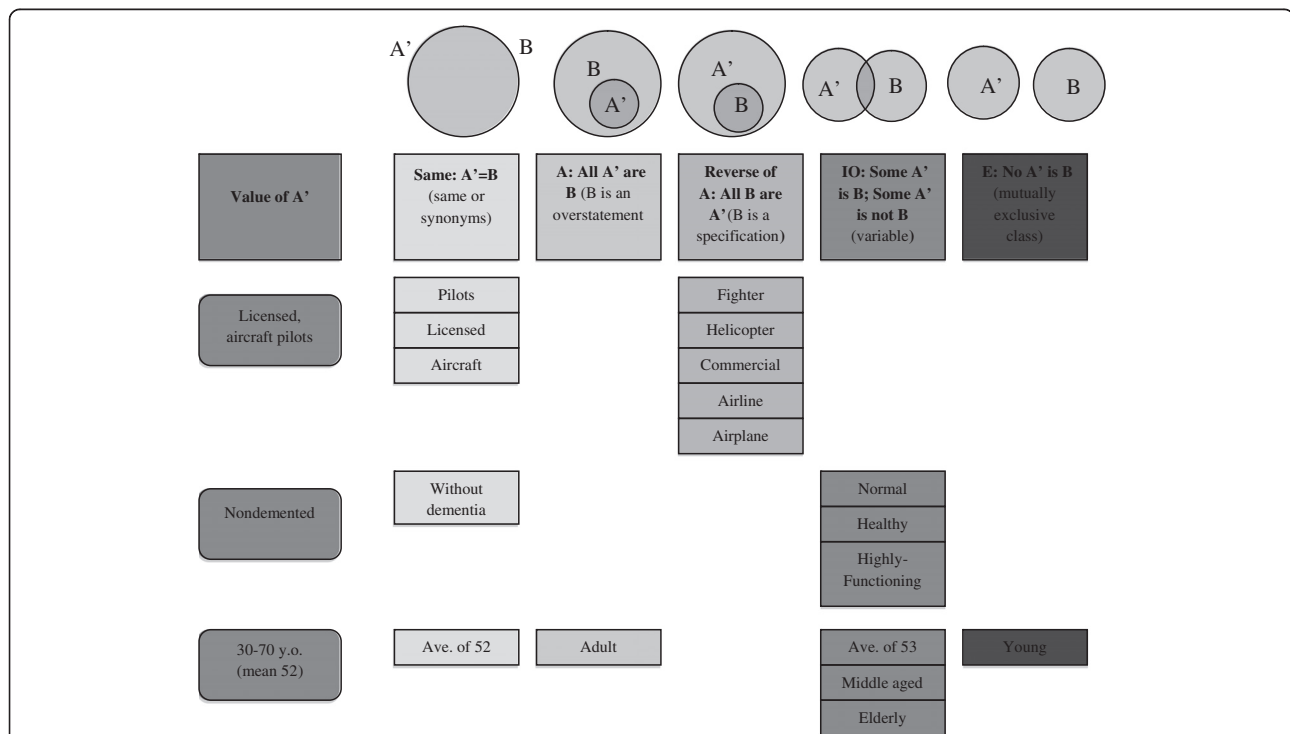 A’
B
B
A’
A’
B
A’
B
A’
B
Value of A’
Same: A’=B
(same or
synonyms)
A: All A’ are
B (B is an
overstatement
Reverse of
A: All B are
A’(B is a
specification)
IO: Some A’
is B; Some A’
is not B
(variable)
E: No A’ is B
(mutually
exclusive
class)
Licensed,
aircraft pilots
Pilots
Licensed
Aircraft
Fighter
Helicopter
Commercial
Airline
Airplane
Nondemented
Without
dementia
Normal
Healthy
Highly-
Functioning
30-70 y.o.
(mean 52)
Ave. of 52
Adult
Ave. of 53
Middle aged
Elderly
Young